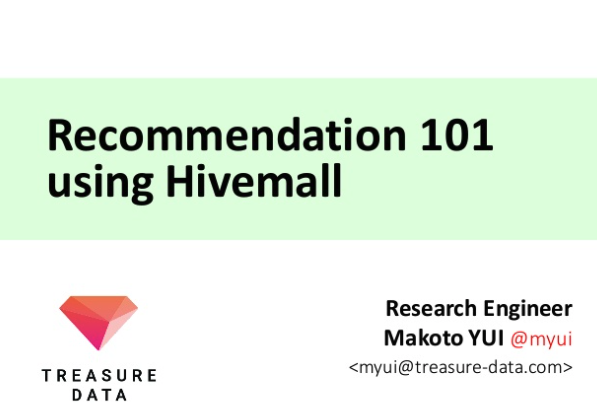 Recommendation 101
using Hivemall
Research Engineer
Makoto YUI @myui
<myui@treasure-data.com>
TREASURE
DATA